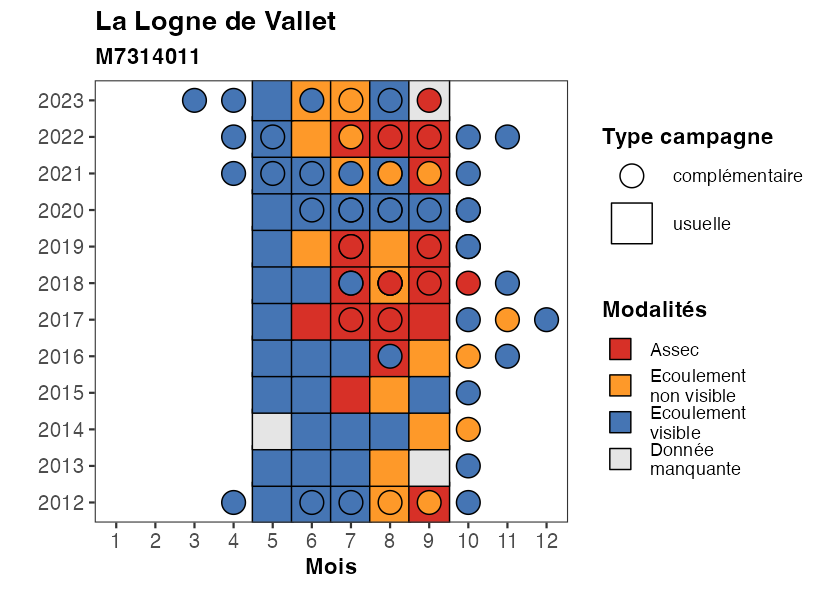 La Logne de Vallet
M7314011
2023
2022
2021
2020
2019
2018
2017
2016
2015
2014
2013
2012
1 2 3 4 5 6 7 8 9 10 11 12
Mois
Type campagne
complémentaire
usuelle
Modalités
Assec
Ecoulement
non visible
Ecoulement
visible
Donnée
manquante